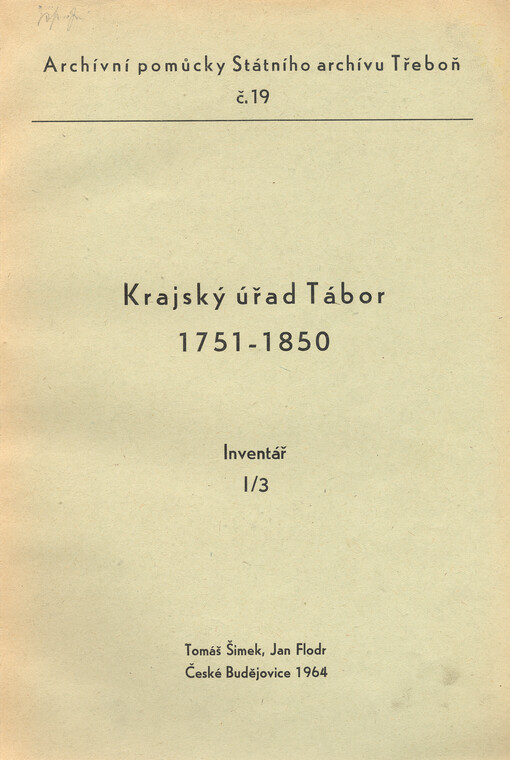 Archívní pomůcky Státního archívu Třeboň
č.19
Krajský úřad Tábor
1751-1850
Inventář
I/3
Tomáš Šimek, Jan Flodr
České Budějovice 1964